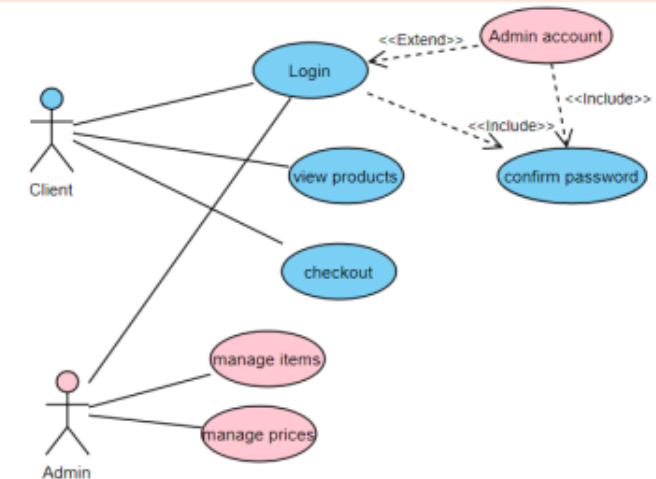 <<Extend>>
Admin account
Login
<<Include>>
<<Include>>
Client
view products
confirm password
checkout
manage items
manage prices
Admin